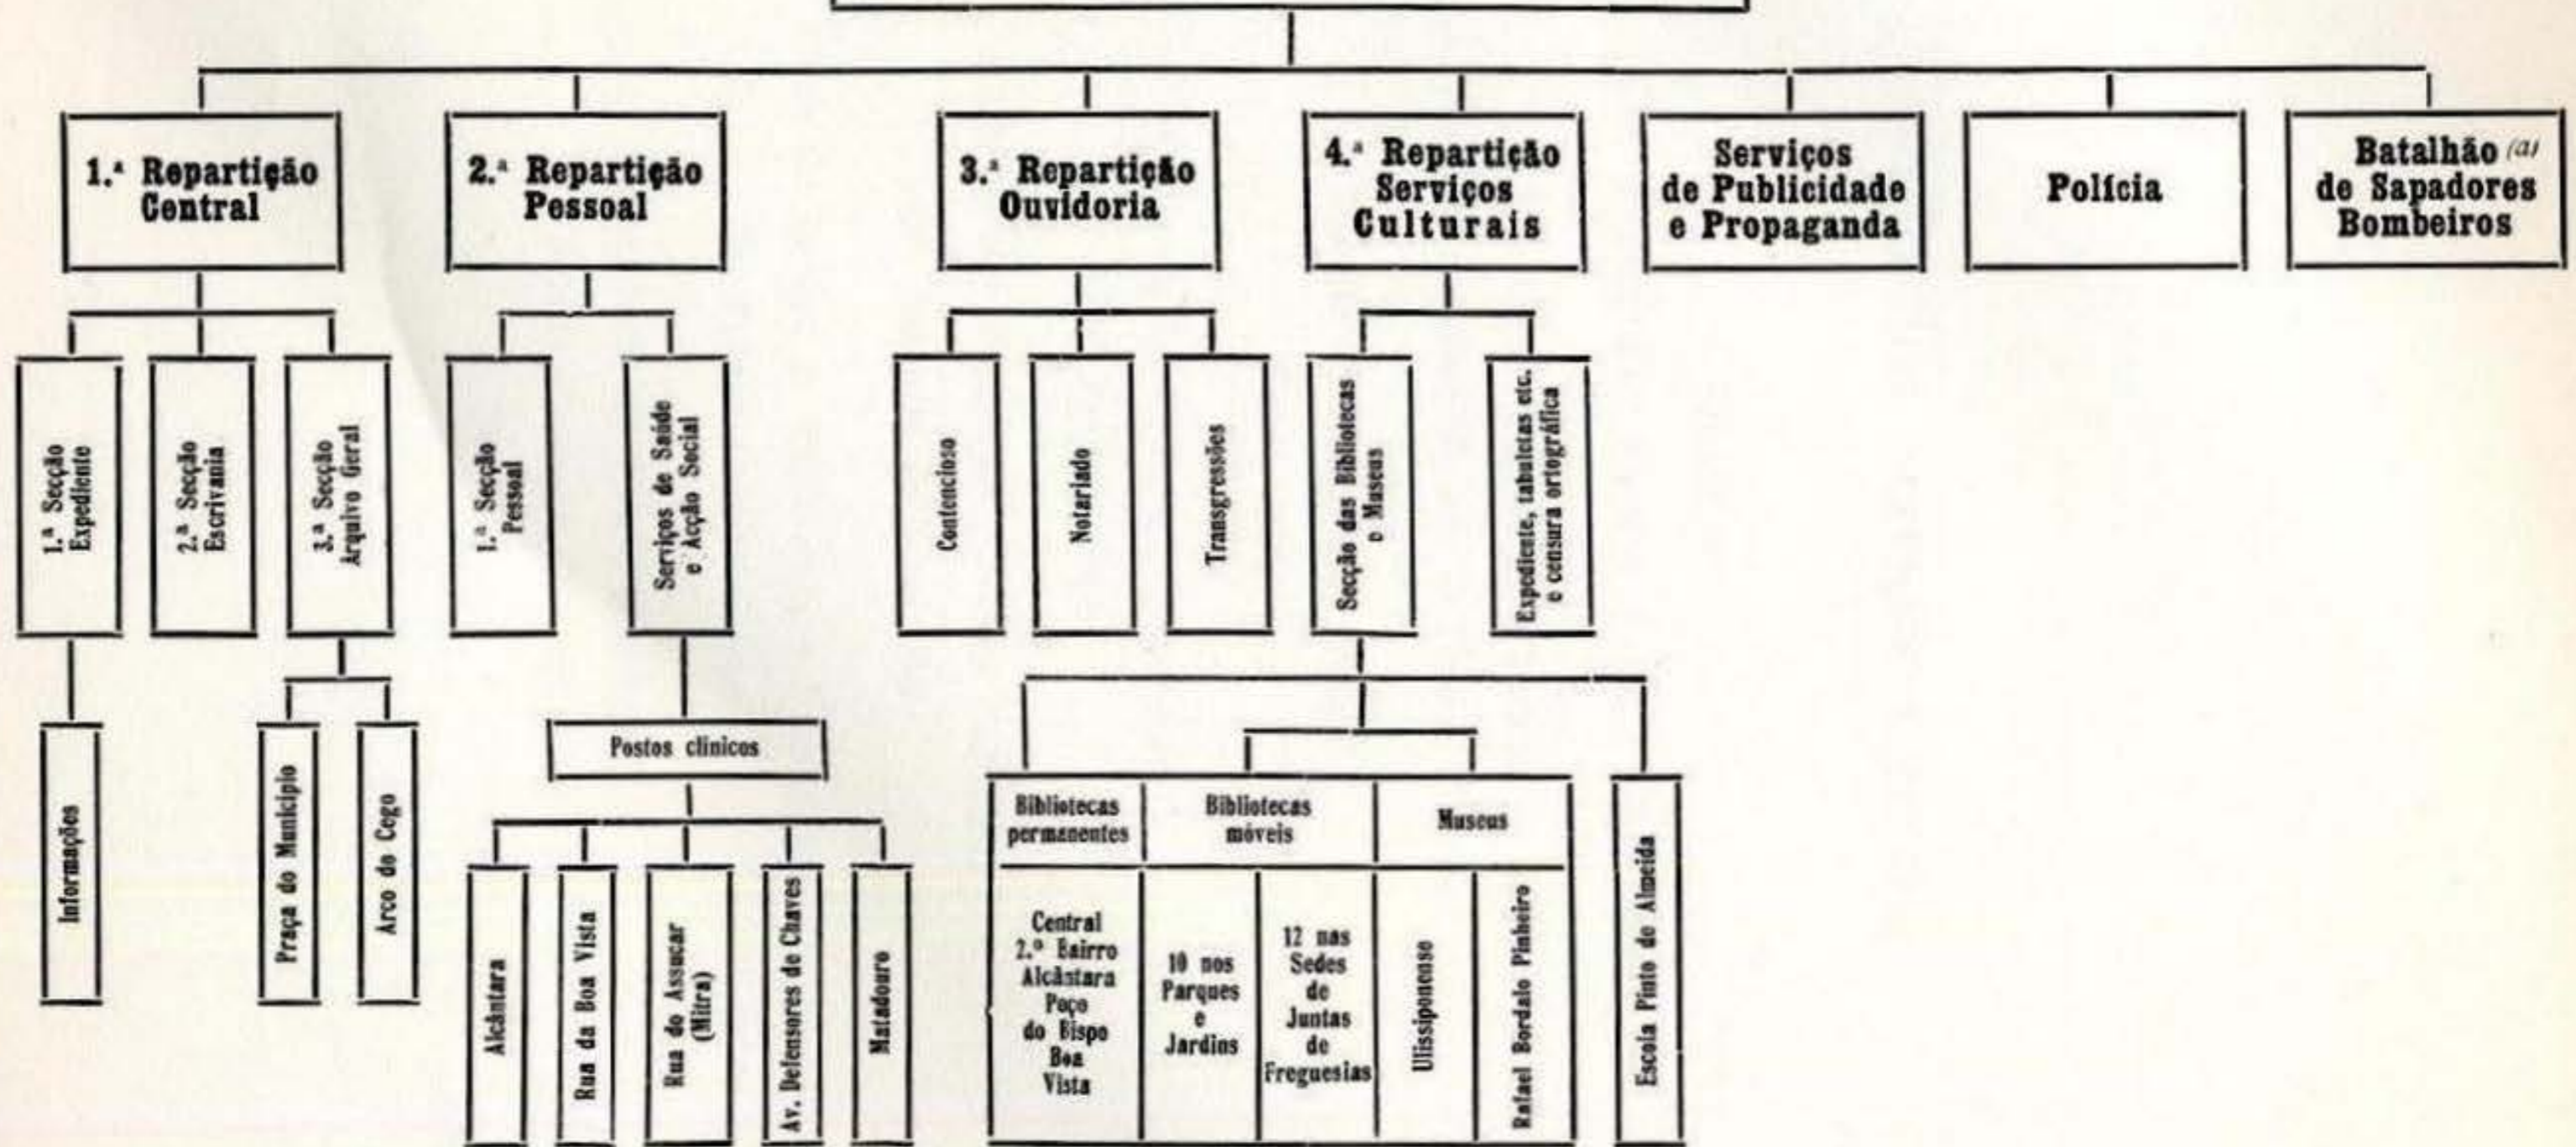 1.ª Repartição
Central
2.ª Repartição
Pessoal
3.ª Repartição
Ouvidoria
4.ª Repartição
Serviços
Culturais
Serviços
de Publicidade
e Propaganda
Polícia
Batalhão (a)
de Sapadores
Bombeiros
1.ª Secção
Expediente
2.ª Secção
Escrivania
3.ª Secção
Arquivo Geral
1.ª Secção
Pessoal
Serviços de Saúde
e Acção Social
Contencioso
Notariado
Transgressões
Secção das Bibliotecas
e Museus
Expediente, tabuletas etc.
e censura ortográfica
Informações
Praça do Município
Arco do Cego
Postos clínicos
Alcântara
Rua da Boa Vista
Rua do Assucar
(Mitra)
Av. Defensores de Chaves
Matadouro
Bibliotecas
permanentes
Bibliotecas
móveis
Museus
Central
2.º Bairro
Alcântara
Poço
do Bispo
Boa
Vista
10 nos
Parques
e
Jardins
12 nas
Sedes
de
Juntas
de
Freguesias
Ulissiponense
Rafael Bordalo Pinheiro
Escola Pinto de Almeida